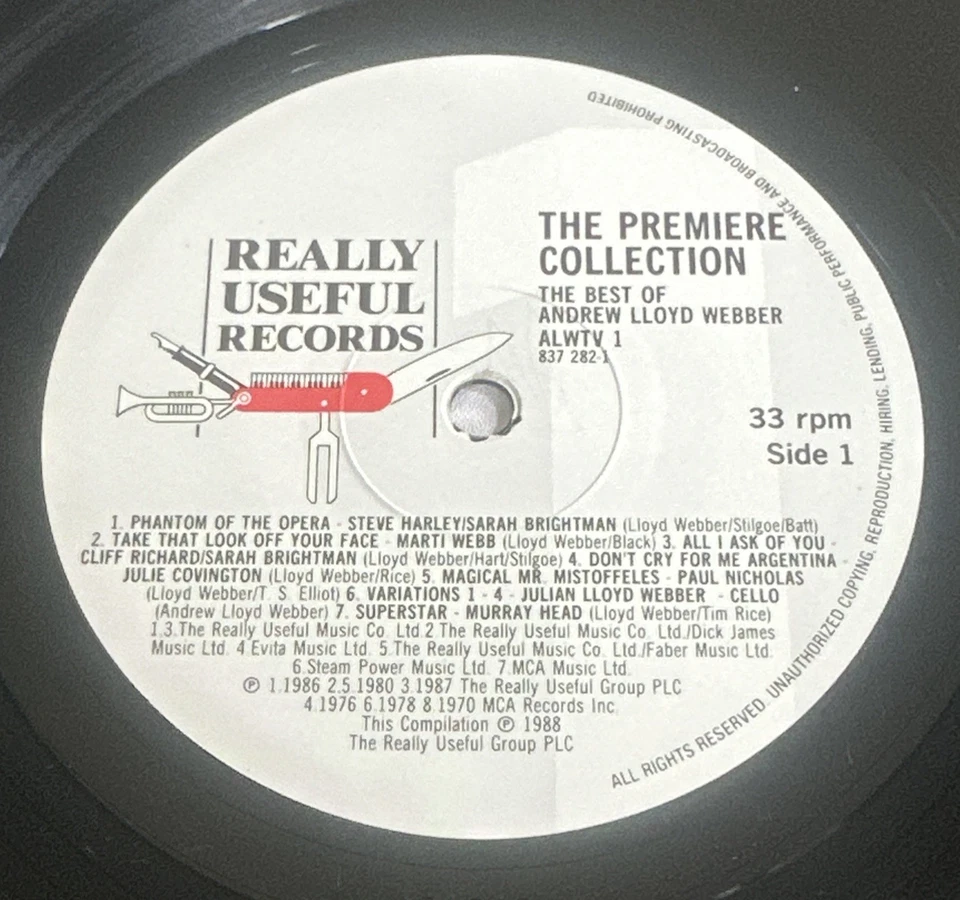 REALLY
USEFUL
RECORDS
THE PREMIERE
COLLECTION
THE BEST OF
ANDREW LLOYD WEBBER
ALWTV 1
837 282-1
33 rpm
Side 1
1. PHANTOM OF THE OPERA - STEVE HARLEY/SARAH BRIGHTMAN (Lloyd Webber/Stilgoe/Batt)
2. TAKE THAT LOOK OFF YOUR FACE - MARTI WEBB (Lloyd Webber/Black) 3. ALL I ASK OF YOU -
CLIFF RICHARD/SARAH BRIGHTMAN (Lloyd Webber/Hart/Stilgoe) 4. DON'T CRY FOR ME ARGENTINA -
JULIE COVINGTON (Lloyd Webber/Rice) 5. MAGICAL MR. MISTOFFELES - PAUL NICHOLAS
(Lloyd Webber/T. S. Elliot) 6. VARIATIONS 1 - 4 - JULIAN LLOYD WEBBER - CELLO
(Andrew Lloyd Webber) 7. SUPERSTAR - MURRAY HEAD (Lloyd Webber/Tim Rice)
1.3.The Really Useful Music Co. Ltd.2 The Really Useful Music Co. Ltd./Dick James
Music Ltd. 4.Evita Music Ltd. 5.The Really Useful Music Co. Ltd./Faber Music Ltd.
6.Steam Power Music Ltd. 7.MCA Music Ltd.
℗ 1.1986 2.5.1980 3.1987 The Really Useful Group PLC
4.1976 6.1978 8.1970 MCA Records Inc.
This Compilation ℗ 1988
The Really Useful Group PLC
ALL RIGHTS RESERVED. UNAUTHORIZED COPYING, REPRODUCTION, HIRING, LENDING, PUBLIC PERFORMANCE AND BROADCASTING PROHIBITED